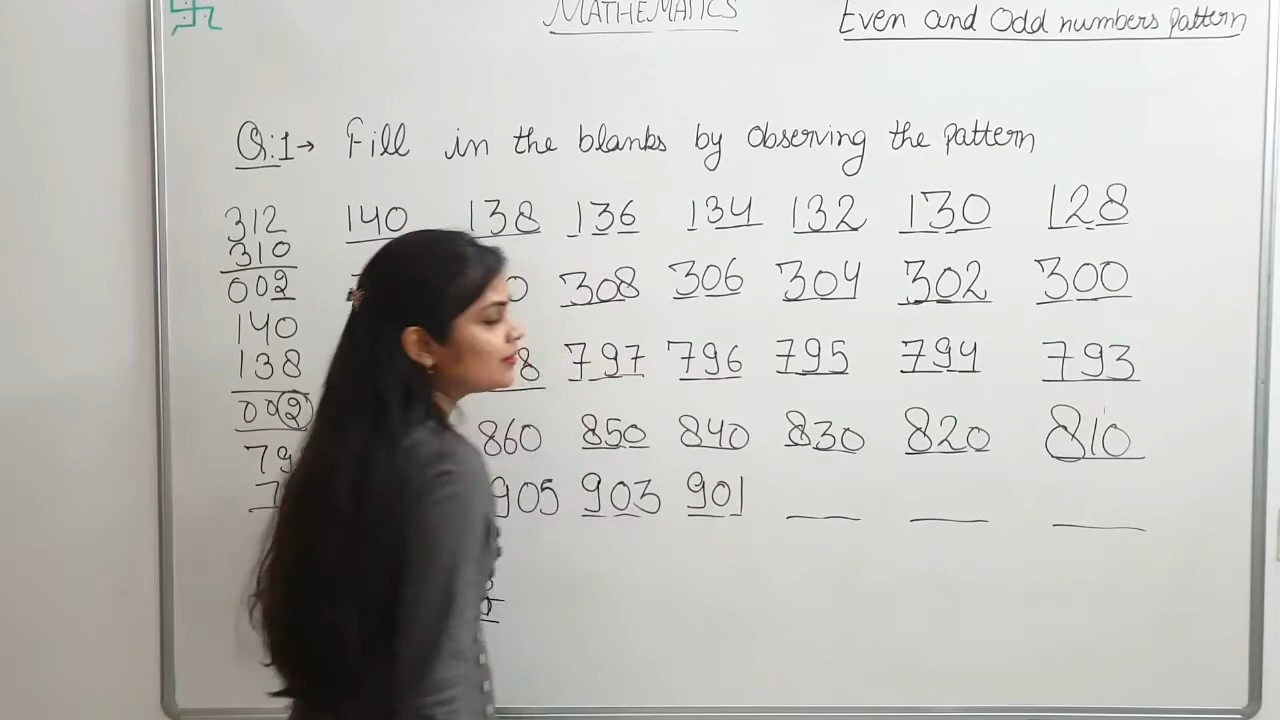 MATHEMATICS Even and Odd numbers pattern
Q:1→ Fill in the blanks by observing the pattern
312 140 138 136 134 132 130 128
310
002 308 306 304 302 300
140
138 797 796 795 794 793
002
860 850 840 830 820 810
905 903 901